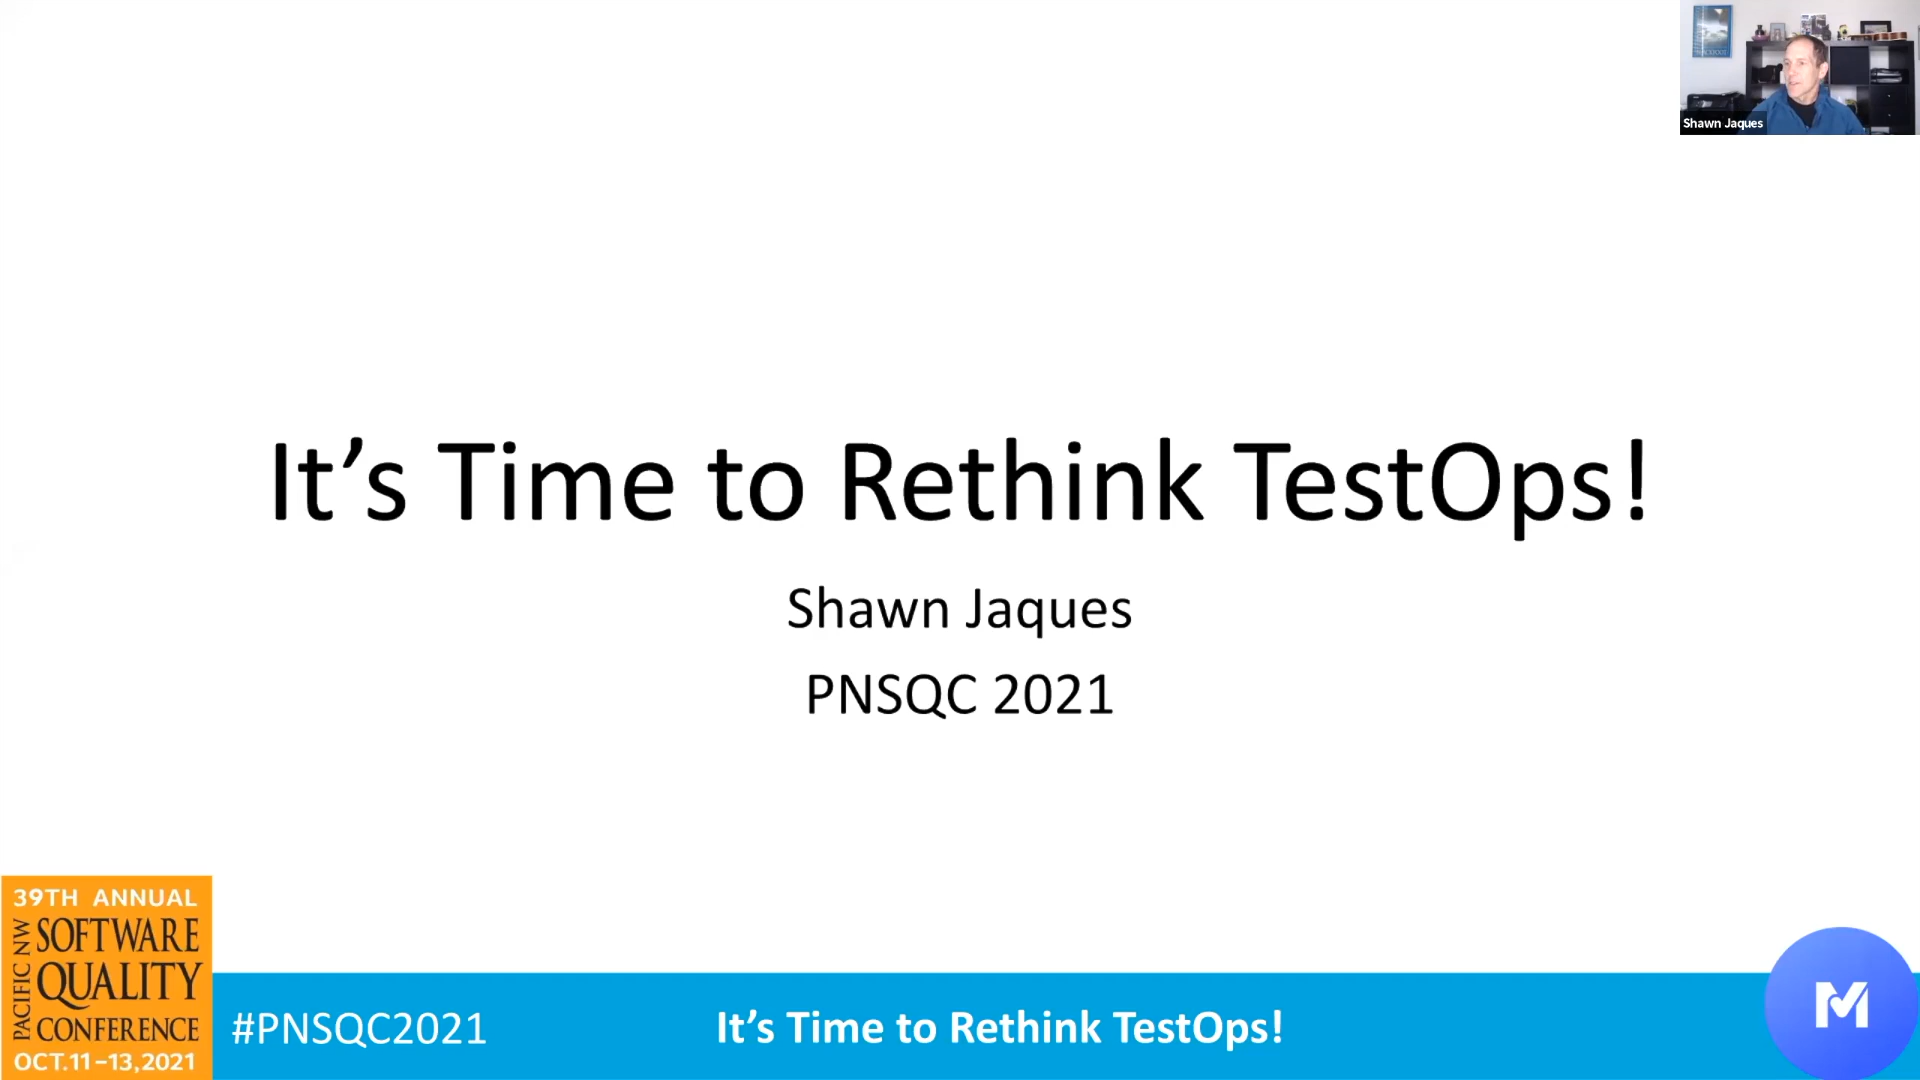 Shawn Jaques
It’s Time to Rethink TestOps!
Shawn Jaques
PNSQC 2021
39TH ANNUAL
PACIFIC NW
SOFTWARE
QUALITY
CONFERENCE
OCT.11–13,2021
#PNSQC2021
It’s Time to Rethink TestOps!
M